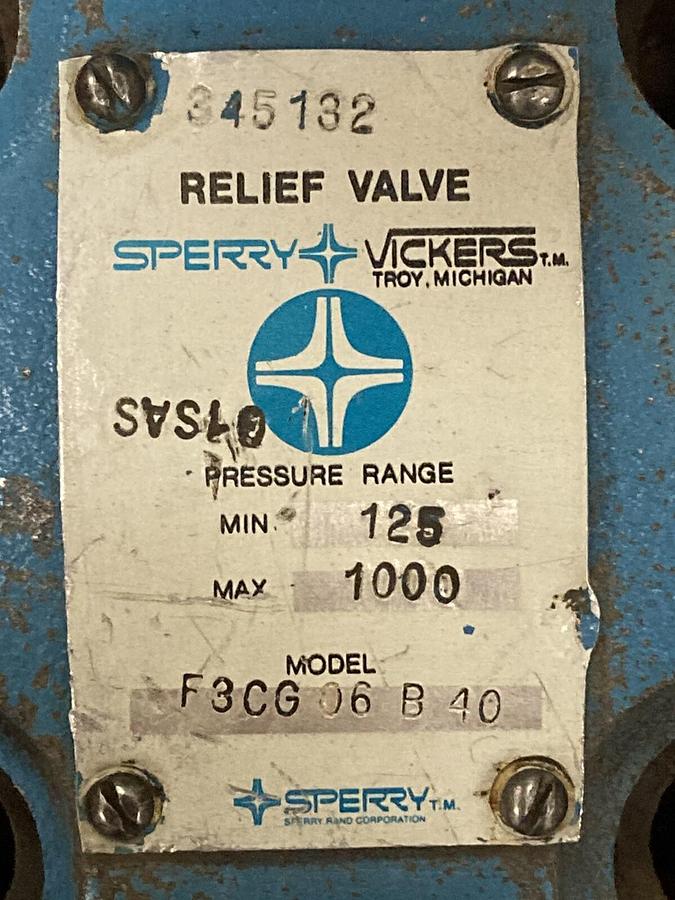 345132
RELIEF VALVE
SPERRY VICKERS T.M.
TROY, MICHIGAN
01SAS
PRESSURE RANGE
MIN. 125
MAX 1000
MODEL
F3CG 06 B 40
SPERRY T.M.
SPERRY RAND CORPORATION